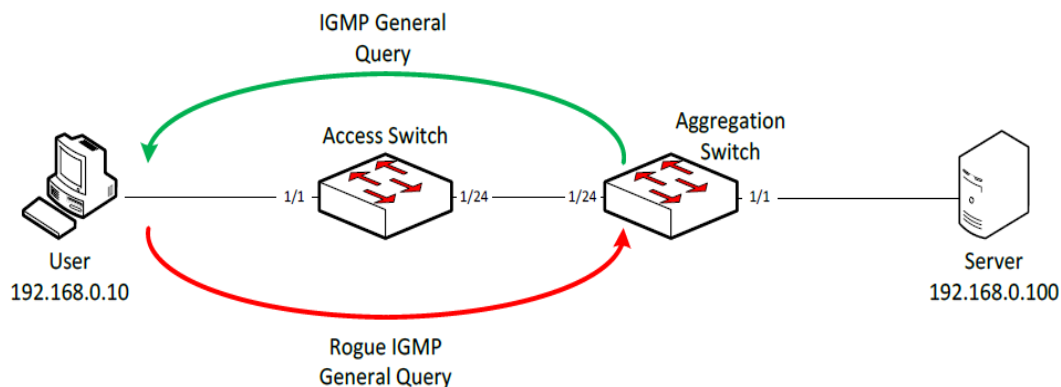 IGMP General
Query
Access Switch
Aggregation
Switch
1/1
1/24
1/24
1/1
User
192.168.0.10
Server
192.168.0.100
Rogue IGMP
General Query